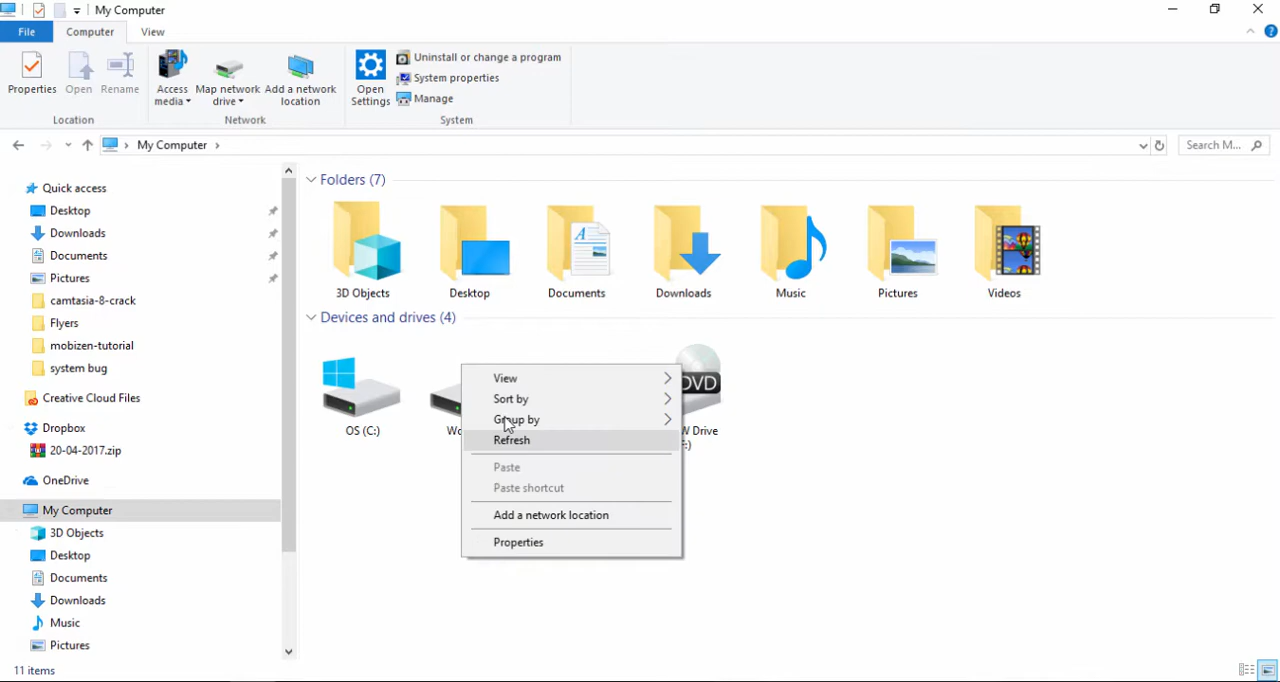 My Computer
File
Computer
View
Properties
Open
Rename
Access media
Map network drive
Add a network location
Open Settings
Uninstall or change a program
System properties
Manage
Location
Network
System
My Computer
Search M...
Quick access
Desktop
Downloads
Documents
Pictures
camtasia-8-crack
Flyers
mobizen-tutorial
system bug
Creative Cloud Files
Dropbox
20-04-2017.zip
OneDrive
My Computer
3D Objects
Desktop
Documents
Downloads
Music
Pictures
Folders (7)
3D Objects
Desktop
Documents
Downloads
Music
Pictures
Videos
Devices and drives (4)
OS (C:)
DVD
W Drive
View
Sort by
Group by
Refresh
Paste
Paste shortcut
Add a network location
Properties
11 items